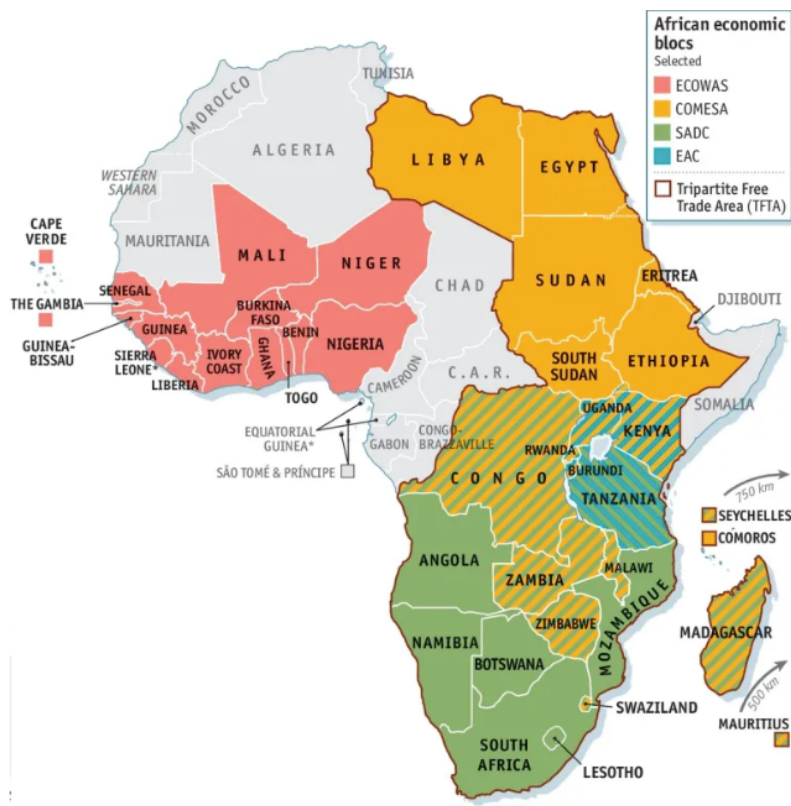 African economic
blocs
Selected
ECOWAS
COMESA
SADC
EAC
Tripartite Free
Trade Area (TFTA)
TUNISIA
MOROCCO
ALGERIA
LIBYA
EGYPT
WESTERN
SAHARA
MAURITANIA
CAPE
VERDE
MALI
NIGER
CHAD
SUDAN
ERITREA
DJIBOUTI
SENEGAL
THE GAMBIA
GUINEA-
BISSAU
GUINEA
BURKINA
FASO
BENIN
NIGERIA
SIERRA
LEONE*
IVORY
COAST
GHANA
LIBERIA
TOGO
CAMEROON
C.A.R.
SOUTH
SUDAN
ETHIOPIA
SOMALIA
EQUATORIAL
GUINEA*
GABON
CONGO-
BRAZZAVILLE
SÃO TOMÉ & PRÍNCIPE
UGANDA
KENYA
RWANDA
BURUNDI
CONGO
TANZANIA
750 km
SEYCHELLES
COMOROS
ANGOLA
ZAMBIA
MALAWI
MOZAMBIQUE
ZIMBABWE
MADAGASCAR
NAMIBIA
BOTSWANA
500 km
SWAZILAND
MAURITIUS
SOUTH
AFRICA
LESOTHO